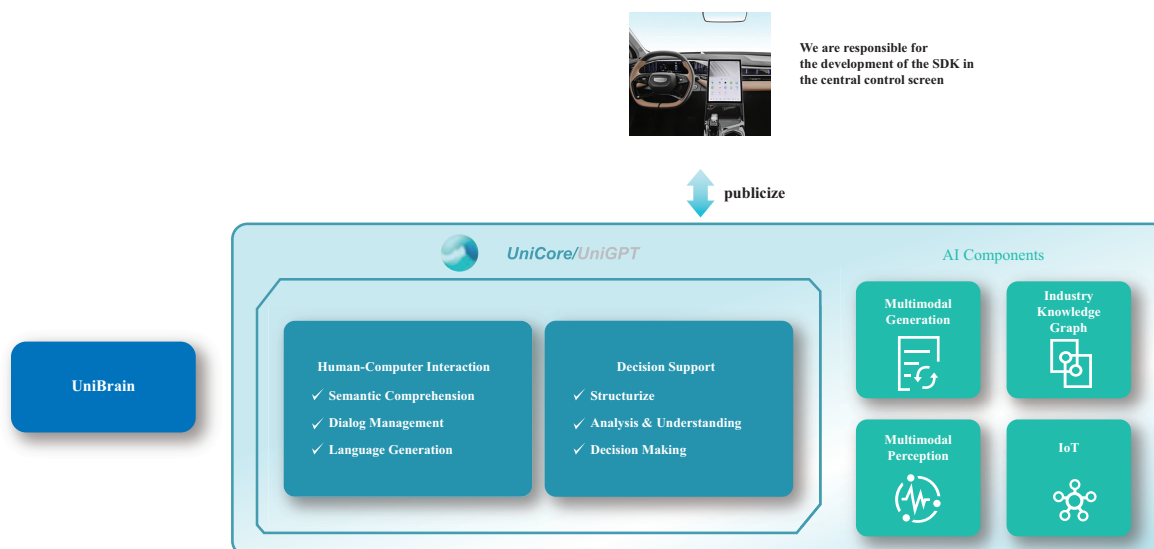 We are responsible for
the development of the SDK in
the central control screen
publicize
UniCore/UniGPT
AI Components
Multimodal
Generation
Industry
Knowledge
Graph
UniBrain
Human-Computer Interaction
Semantic Comprehension
Dialog Management
Language Generation
Decision Support
Structurize
Analysis & Understanding
Decision Making
Multimodal
Perception
IoT